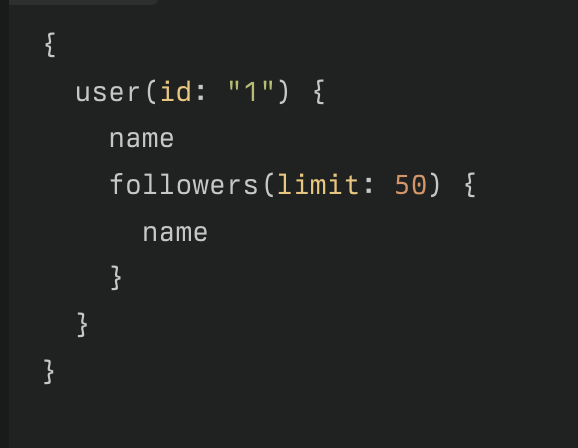 {
  user(id: "1") {
    name
    followers(limit: 50) {
      name
    }
  }
}